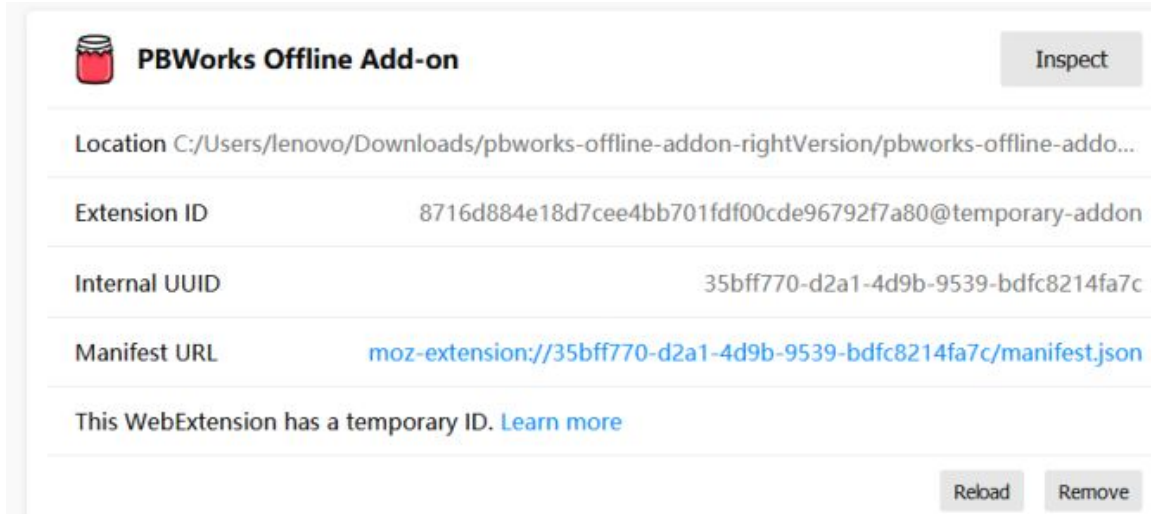 PBWorks Offline Add-on
Inspect
Location C:/Users/lenovo/Downloads/pbworks-offline-addon-rightVersion/pbworks-offline-addo...
Extension ID 8716d884e18d7cee4bb701fdf00cde96792f7a80@temporary-addon
Internal UUID 35bff770-d2a1-4d9b-9539-bdfc8214fa7c
Manifest URL moz-extension://35bff770-d2a1-4d9b-9539-bdfc8214fa7c/manifest.json
This WebExtension has a temporary ID. Learn more
Reload Remove